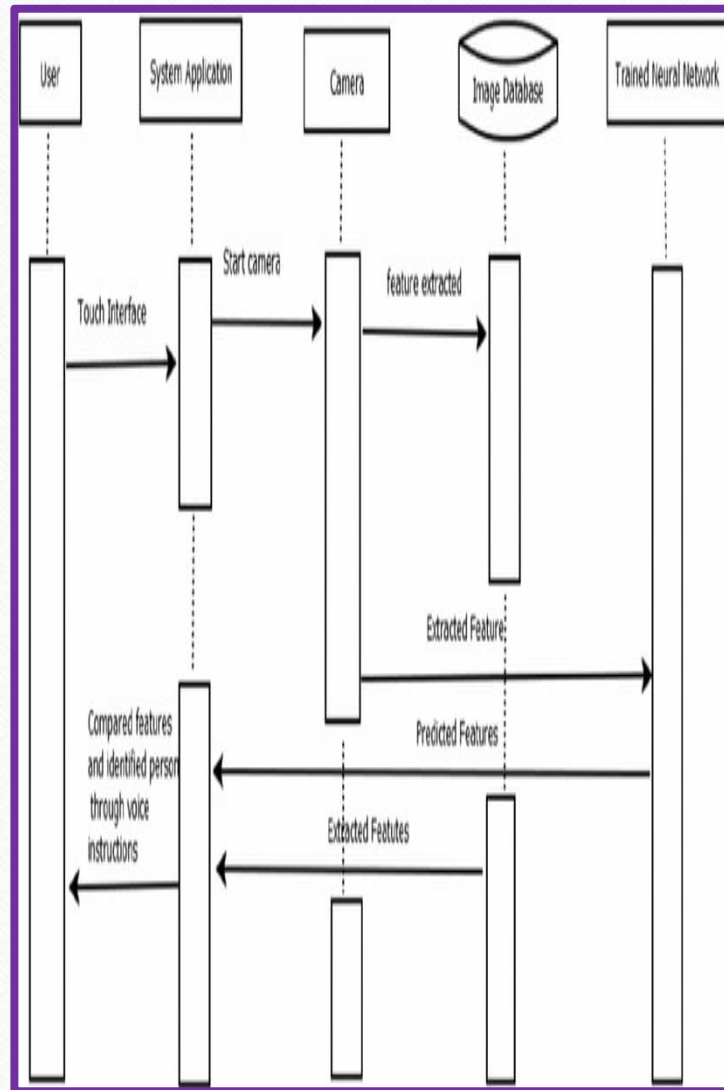 User
System Application
Camera
Image Database
Trained Neural Network
Start camera
feature extracted
Touch Interface
Extracted Feature
Predicted Features
Compared features
and identified person
through voice
instructions
Extracted Featutes